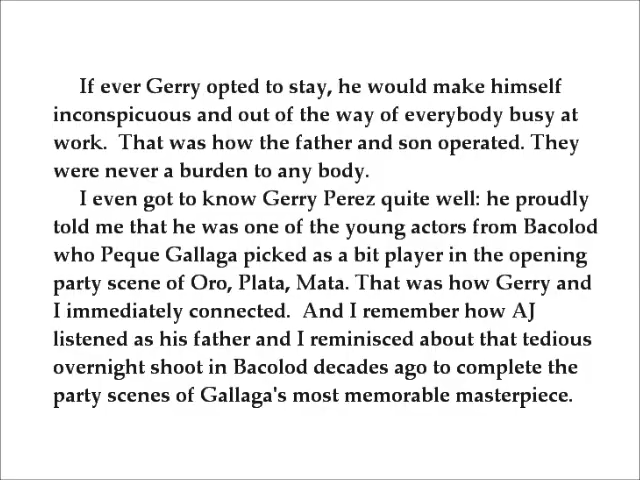 If ever Gerry opted to stay, he would make himself
inconspicuous and out of the way of everybody busy at
work.  That was how the father and son operated. They
were never a burden to any body.
I even got to know Gerry Perez quite well: he proudly
told me that he was one of the young actors from Bacolod
who Peque Gallaga picked as a bit player in the opening
party scene of Oro, Plata, Mata. That was how Gerry and
I immediately connected.  And I remember how AJ
listened as his father and I reminisced about that tedious
overnight shoot in Bacolod decades ago to complete the
party scenes of Gallaga's most memorable masterpiece.